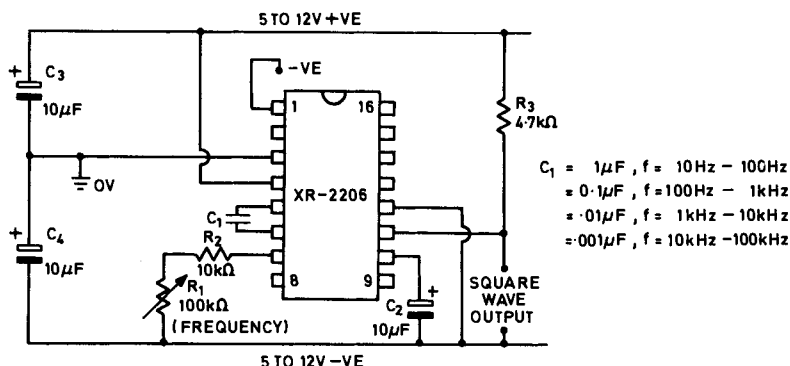 5 TO 12V +VE
+
C3
10µF
0V
+
C4
10µF
-VE
1
16
XR-2206
8
9
C1
R2
10kΩ
R1
100kΩ
(FREQUENCY)
C2
+
10µF
R3
4·7kΩ
SQUARE
WAVE
OUTPUT
5 TO 12V -VE
C1 = 1µF , f = 10Hz - 100Hz
= 0·1µF , f = 100Hz - 1kHz
= ·01µF , f = 1kHz - 10kHz
= ·001µF , f = 10kHz - 100kHz